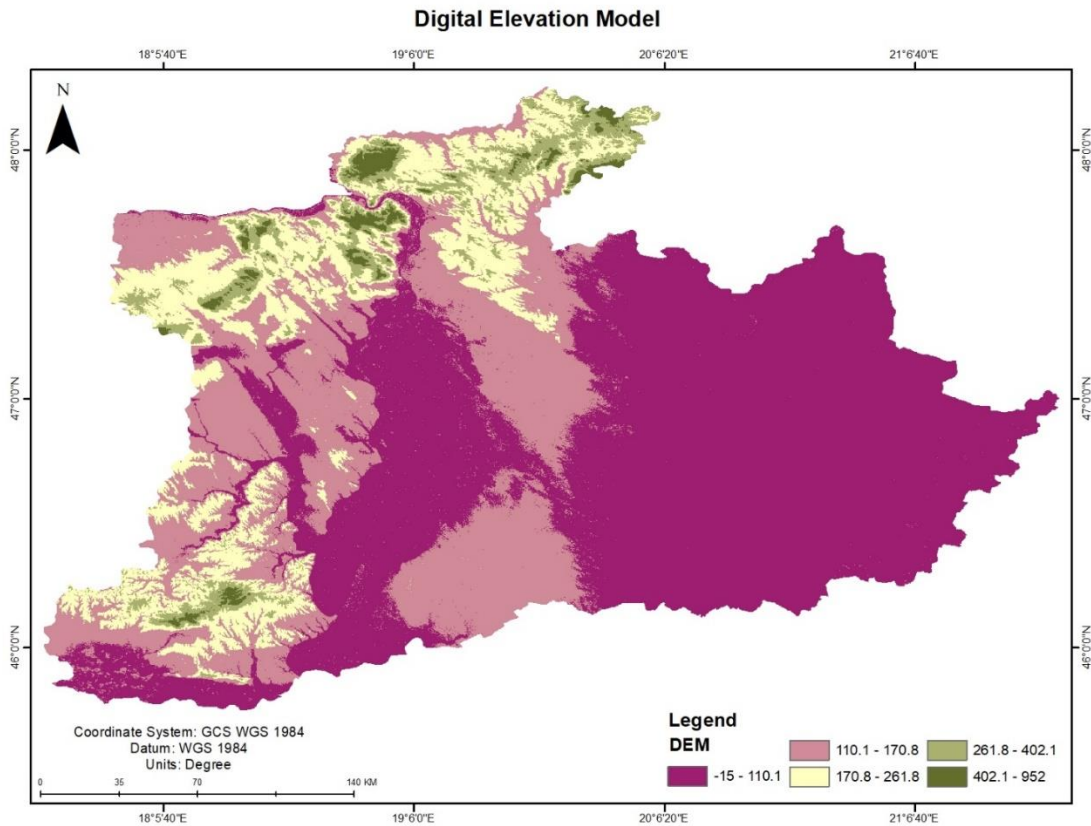 Digital Elevation Model
18°5'40"E 19°6'0"E 20°6'20"E 21°6'40"E
N
48°0'0"N 48°0'0"N
47°0'0"N 47°0'0"N
46°0'0"N 46°0'0"N
Coordinate System: GCS WGS 1984
Datum: WGS 1984
Units: Degree
0 35 70 140 KM
Legend
DEM
110.1 - 170.8 261.8 - 402.1
-15 - 110.1 170.8 - 261.8 402.1 - 952
18°5'40"E 19°6'0"E 20°6'20"E 21°6'40"E